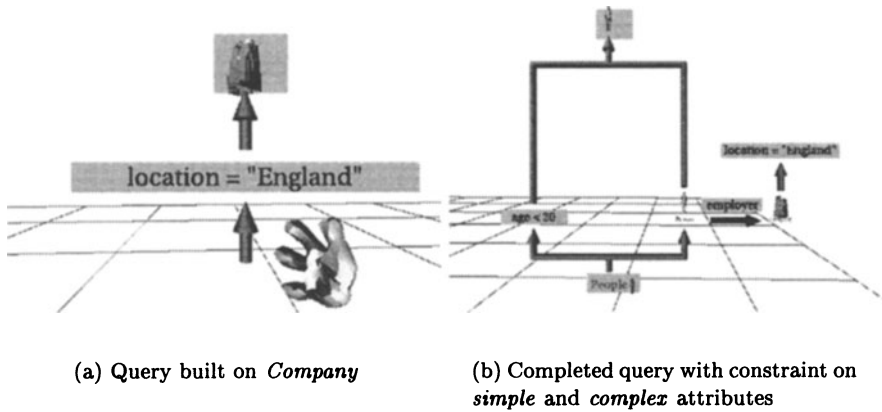 location = "England"
location = "England"
employer
age < 20
People
(a) Query built on Company
(b) Completed query with constraint on
simple and complex attributes